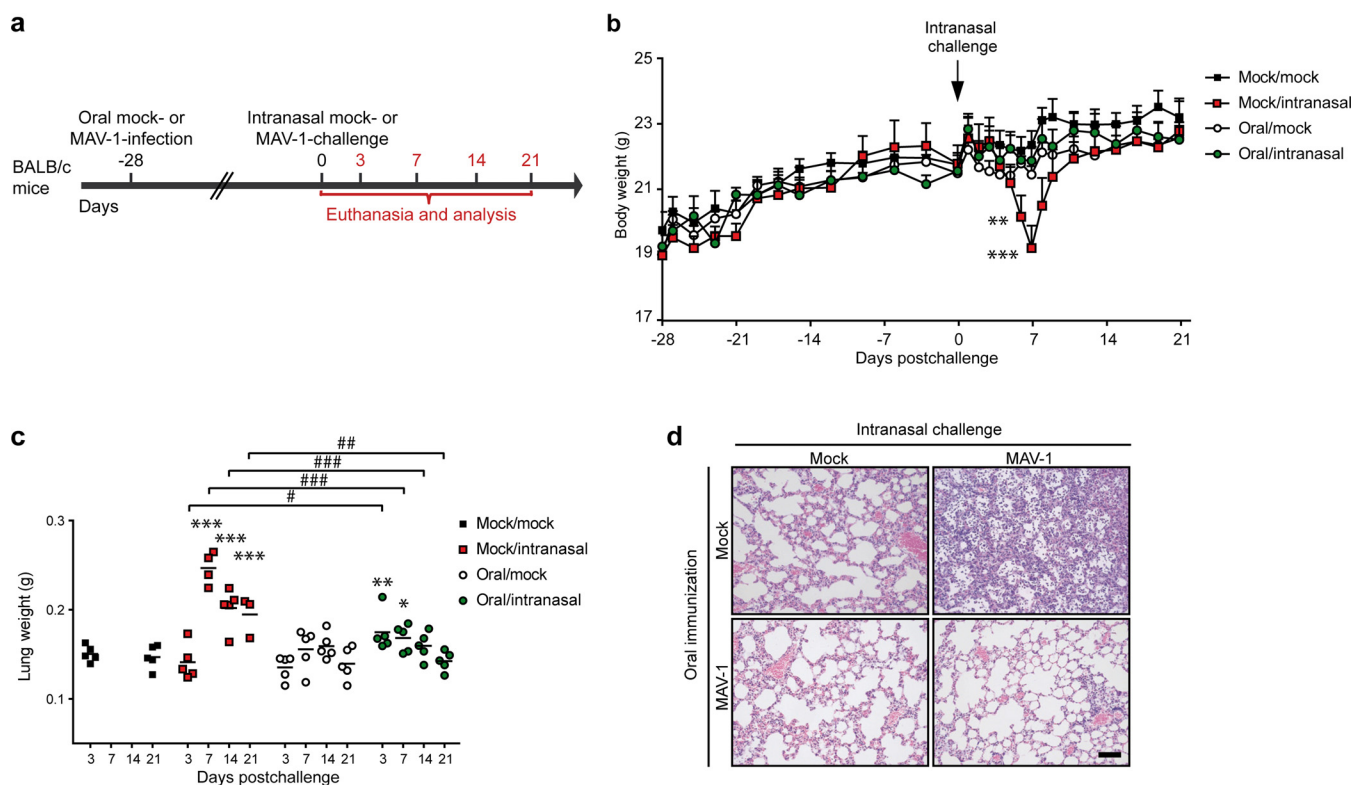 a
Oral mock- or
MAV-1-infection
Intranasal mock- or
MAV-1-challenge
-28
0 3 7 14 21
BALB/c
mice
Days
Euthanasia and analysis
b
Intranasal
challenge
25
23
21
19
17
Body weight (g)
**
***
-28 -21 -14 -7 0 7 14 21
Days postchallenge
Mock/mock
Mock/intranasal
Oral/mock
Oral/intranasal
c
##
###
###
#
0.3
0.2
0.1
Lung weight (g)
***
***
***
**
*
3 7 14 21 3 7 14 21 3 7 14 21 3 7 14 21
Days postchallenge
Mock/mock
Mock/intranasal
Oral/mock
Oral/intranasal
d
Intranasal challenge
Mock MAV-1
Oral immunization
Mock
MAV-1